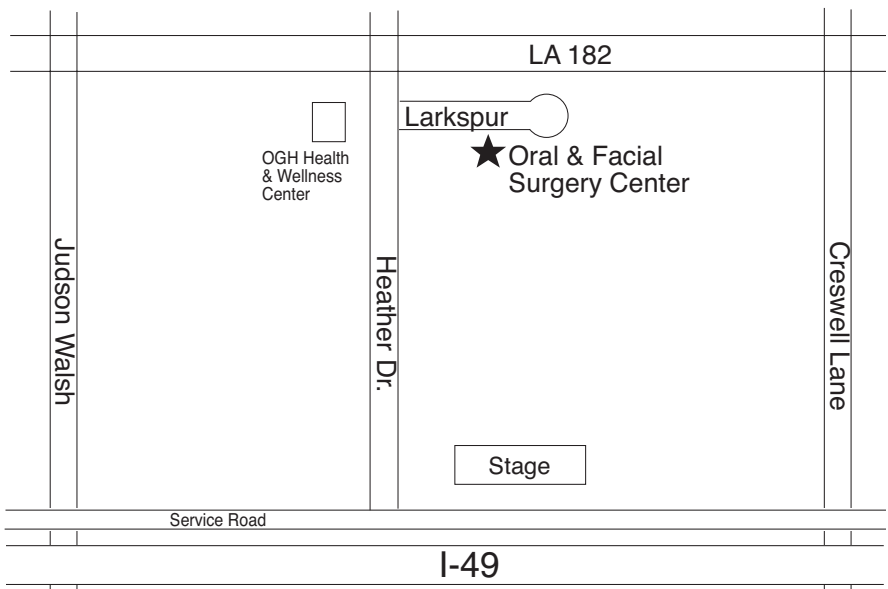 LA 182
Larkspur
OGH Health
& Wellness
Center
Oral & Facial
Surgery Center
Judson Walsh
Heather Dr.
Creswell Lane
Stage
Service Road
I-49